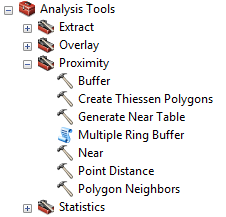 Analysis Tools
Extract
Overlay
Proximity
Buffer
Create Thiessen Polygons
Generate Near Table
Multiple Ring Buffer
Near
Point Distance
Polygon Neighbors
Statistics